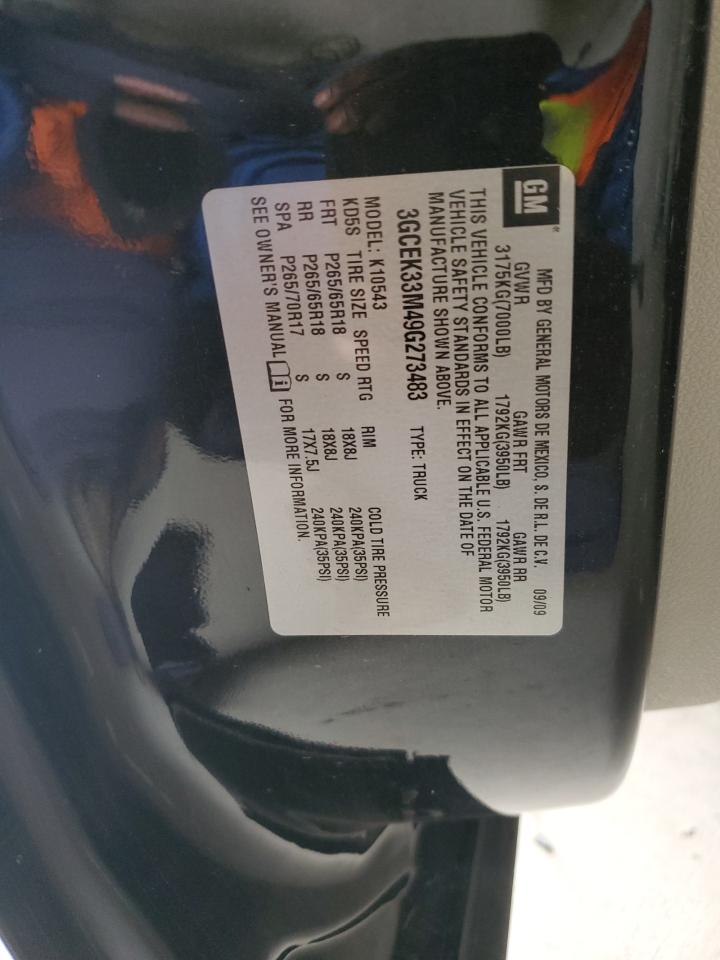 GM®
MFD BY GENERAL MOTORS DE MEXICO, S. DE R.L. DE C.V. 09/09
GVWR GAWR FRT GAWR RR
3175KG(7000LB) 1792KG(3950LB) 1792KG(3950LB)
THIS VEHICLE CONFORMS TO ALL APPLICABLE U.S. FEDERAL MOTOR
VEHICLE SAFETY STANDARDS IN EFFECT ON THE DATE OF
MANUFACTURE SHOWN ABOVE.
3GCEK33M49G273483 TYPE: TRUCK
MODEL: K10543
KD5S TIRE SIZE SPEED RTG RIM COLD TIRE PRESSURE
FRT P265/65R18 S 18X8J 240KPA(35PSI)
RR P265/65R18 S 18X8J 240KPA(35PSI)
SPA P265/70R17 S 17X7.5J 240KPA(35PSI)
SEE OWNER'S MANUAL i FOR MORE INFORMATION.